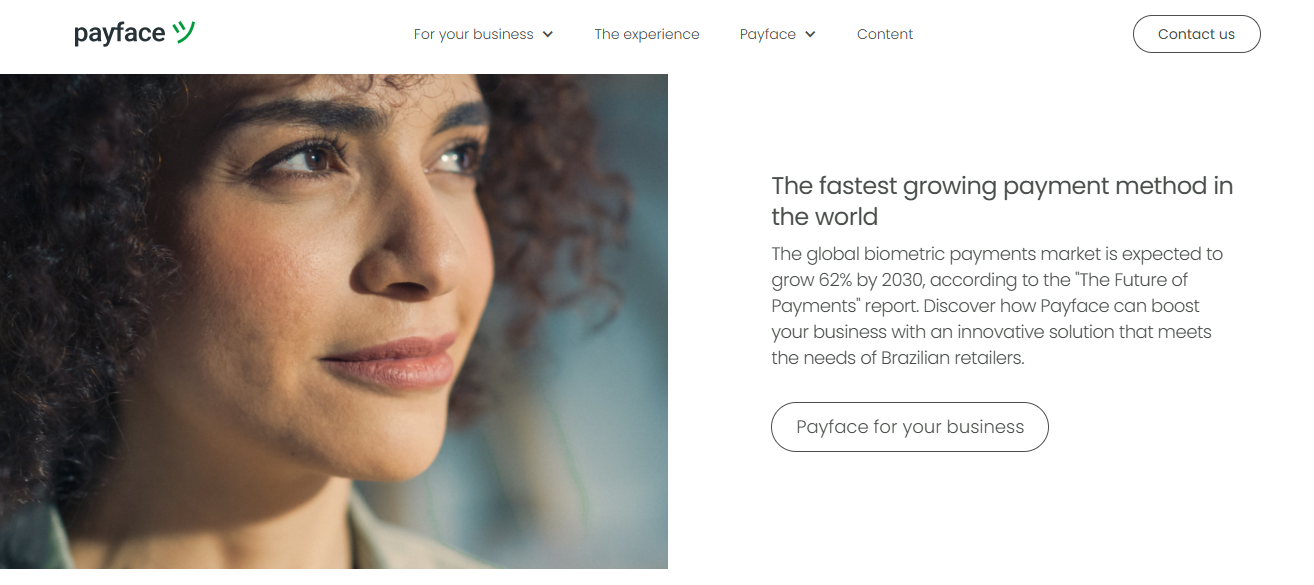 payface ツ
For your business
The experience
Payface
Content
Contact us
The fastest growing payment method in
the world
The global biometric payments market is expected to
grow 62% by 2030, according to the "The Future of
Payments" report. Discover how Payface can boost
your business with an innovative solution that meets
the needs of Brazilian retailers.
Payface for your business